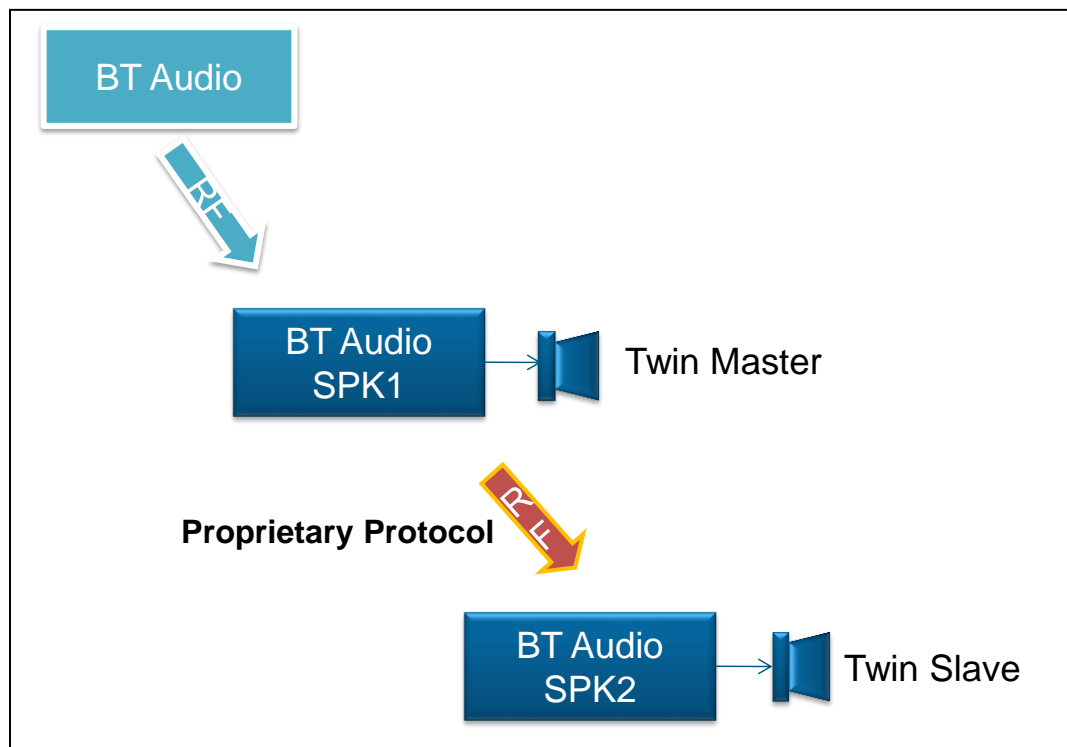 BT Audio
RF
BT Audio
SPK1
Twin Master
RF
Proprietary Protocol
BT Audio
SPK2
Twin Slave